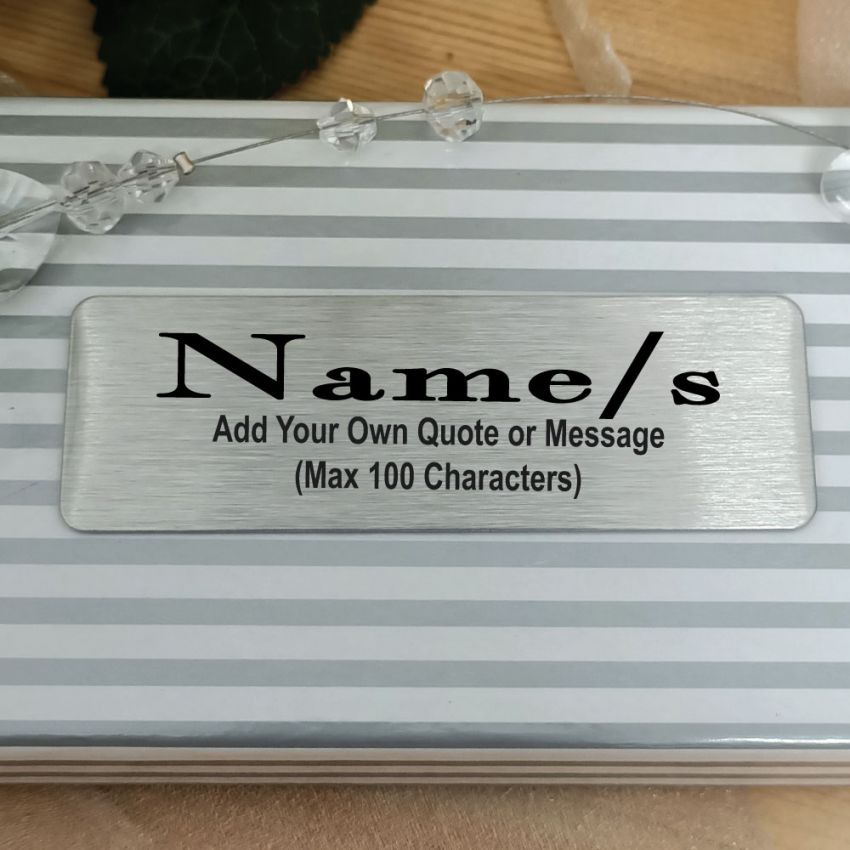 Name/s
Add Your Own Quote or Message
(Max 100 Characters)